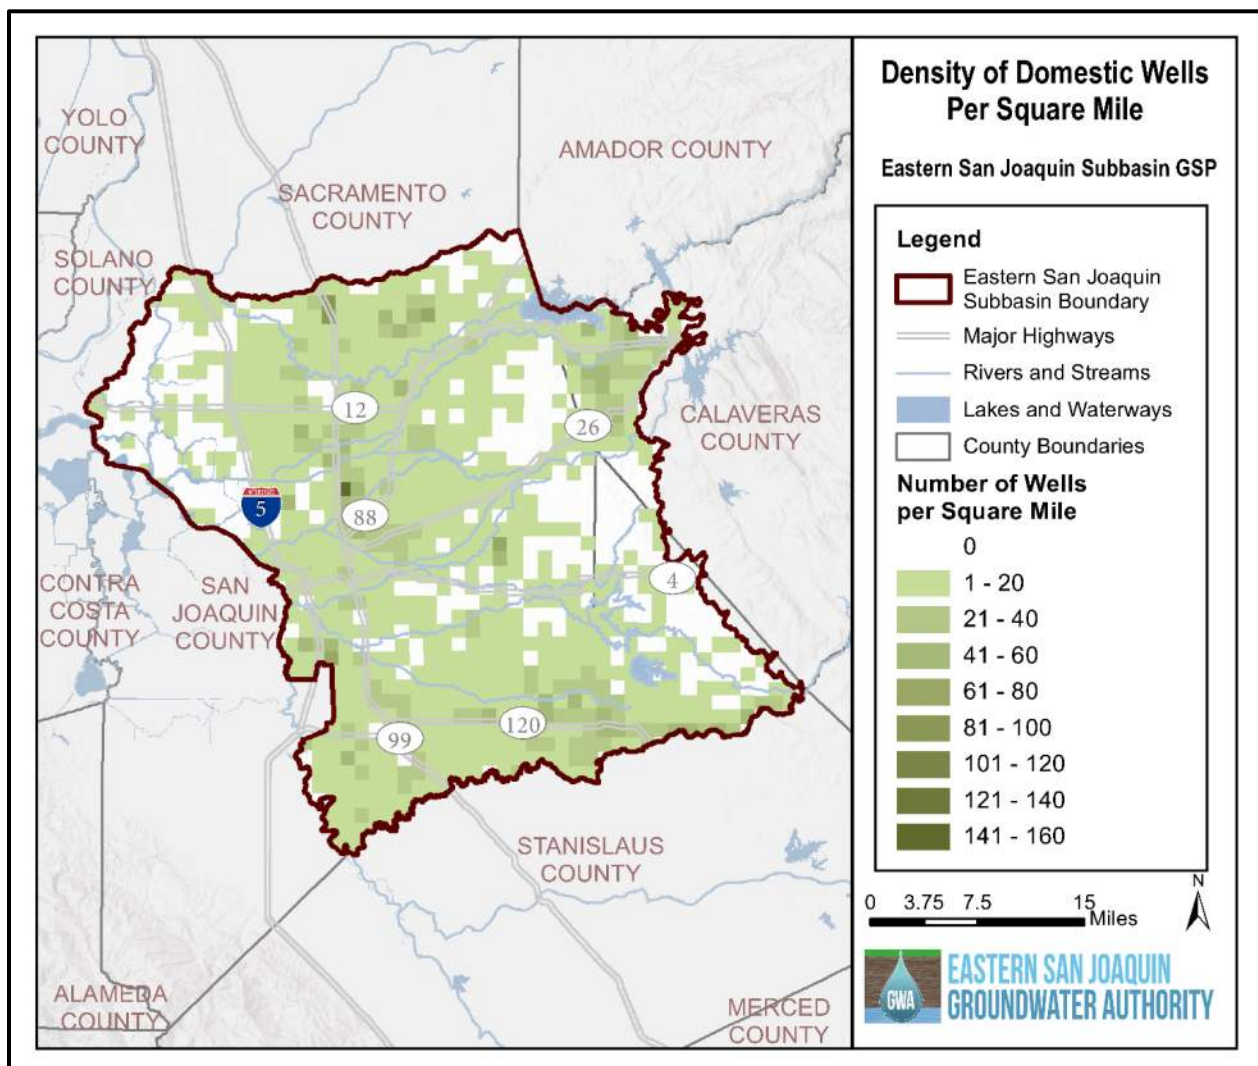 YOLO
COUNTY
AMADOR COUNTY
SACRAMENTO
COUNTY
SOLANO
COUNTY
CALAVERAS
COUNTY
12
26
5
88
4
CONTRA
COSTA
COUNTY
SAN
JOAQUIN
COUNTY
120
99
STANISLAUS
COUNTY
ALAMEDA
COUNTY
MERCED
COUNTY
Density of Domestic Wells
Per Square Mile
Eastern San Joaquin Subbasin GSP
Legend
Eastern San Joaquin
Subbasin Boundary
Major Highways
Rivers and Streams
Lakes and Waterways
County Boundaries
Number of Wells
per Square Mile
0
1 - 20
21 - 40
41 - 60
61 - 80
81 - 100
101 - 120
121 - 140
141 - 160
N
0 3.75 7.5 15
Miles
GWA
EASTERN SAN JOAQUIN
GROUNDWATER AUTHORITY